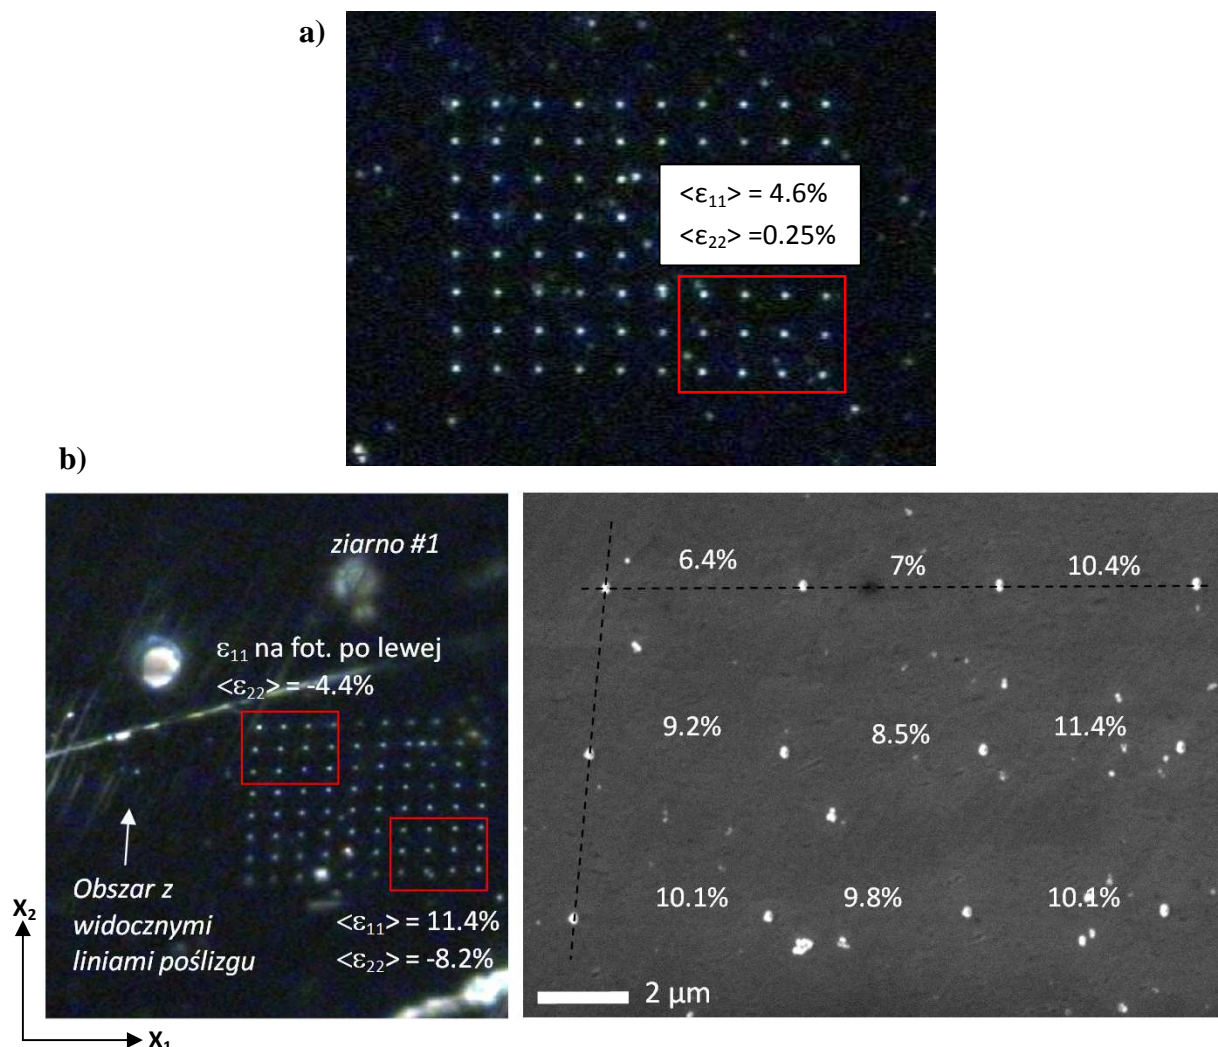 a)
<ε₁₁> = 4.6%
<ε₂₂> =0.25%
b)
ziarno #1
ε₁₁ na fot. po lewej
<ε₂₂> = -4.4%
Obszar z
widocznymi
liniami poślizgu
<ε₁₁> = 11.4%
<ε₂₂> = -8.2%
X₂
X₁
6.4% 7% 10.4%
9.2% 8.5% 11.4%
10.1% 9.8% 10.1%
2 µm